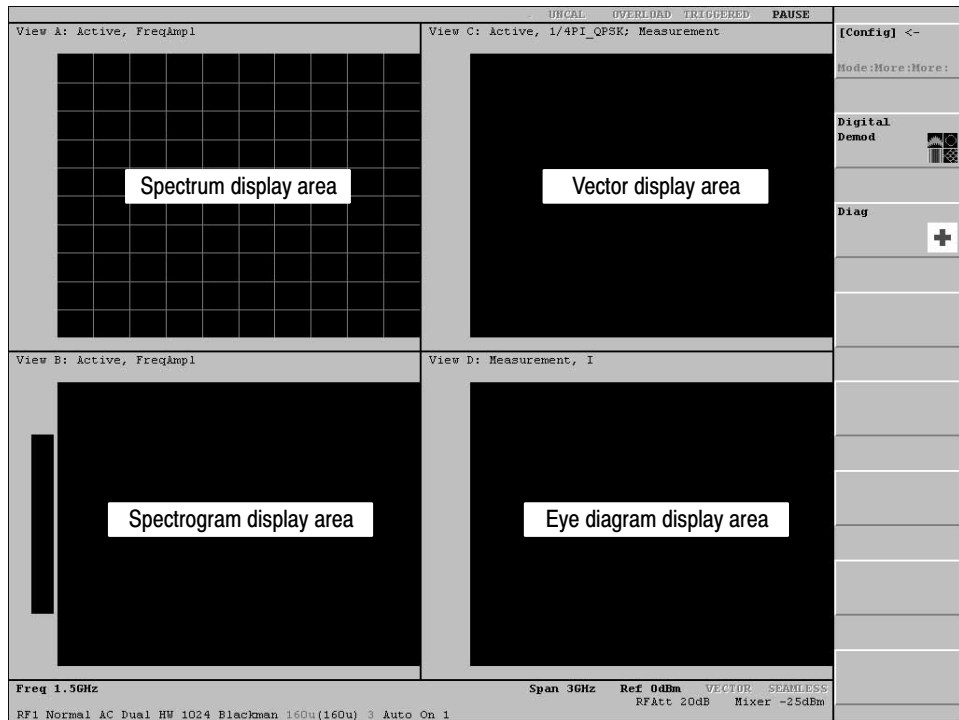 . UNCAL OVERLOAD TRIGGERED PAUSE
View A: Active, FreqAmpl
View C: Active, 1/4PI_QPSK; Measurement
[Config] <-
Mode:More:More:
Digital
Demod
Spectrum display area
Vector display area
Diag
View B: Active, FreqAmpl
View D: Measurement, I
Spectrogram display area
Eye diagram display area
Freq 1.5GHz
Span 3GHz Ref 0dBm VECTOR SEAMLESS
RFAtt 20dB Mixer -25dBm
RF1 Normal AC Dual HW 1024 Blackman 160u(160u) 3 Auto On 1